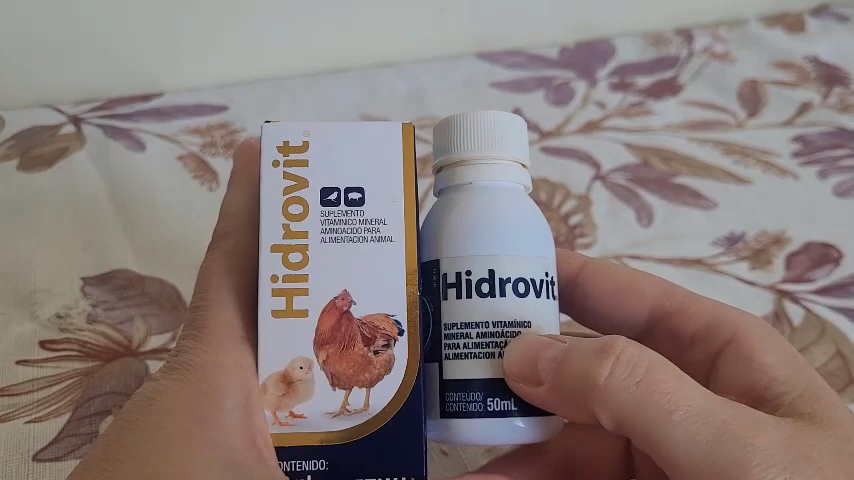 Hidrovit®
SUPLEMENTO
VITAMINICO MINERAL
AMINOACIDO PARA
ALIMENTACION ANIMAL
CONTENIDO:
Hidrovit
SUPLEMENTO VITAMÍNICO
MINERAL AMINOÁCIDO
PARA
ALIMENTACION
CONTEÚDO/
CONTENIDO: 50mL